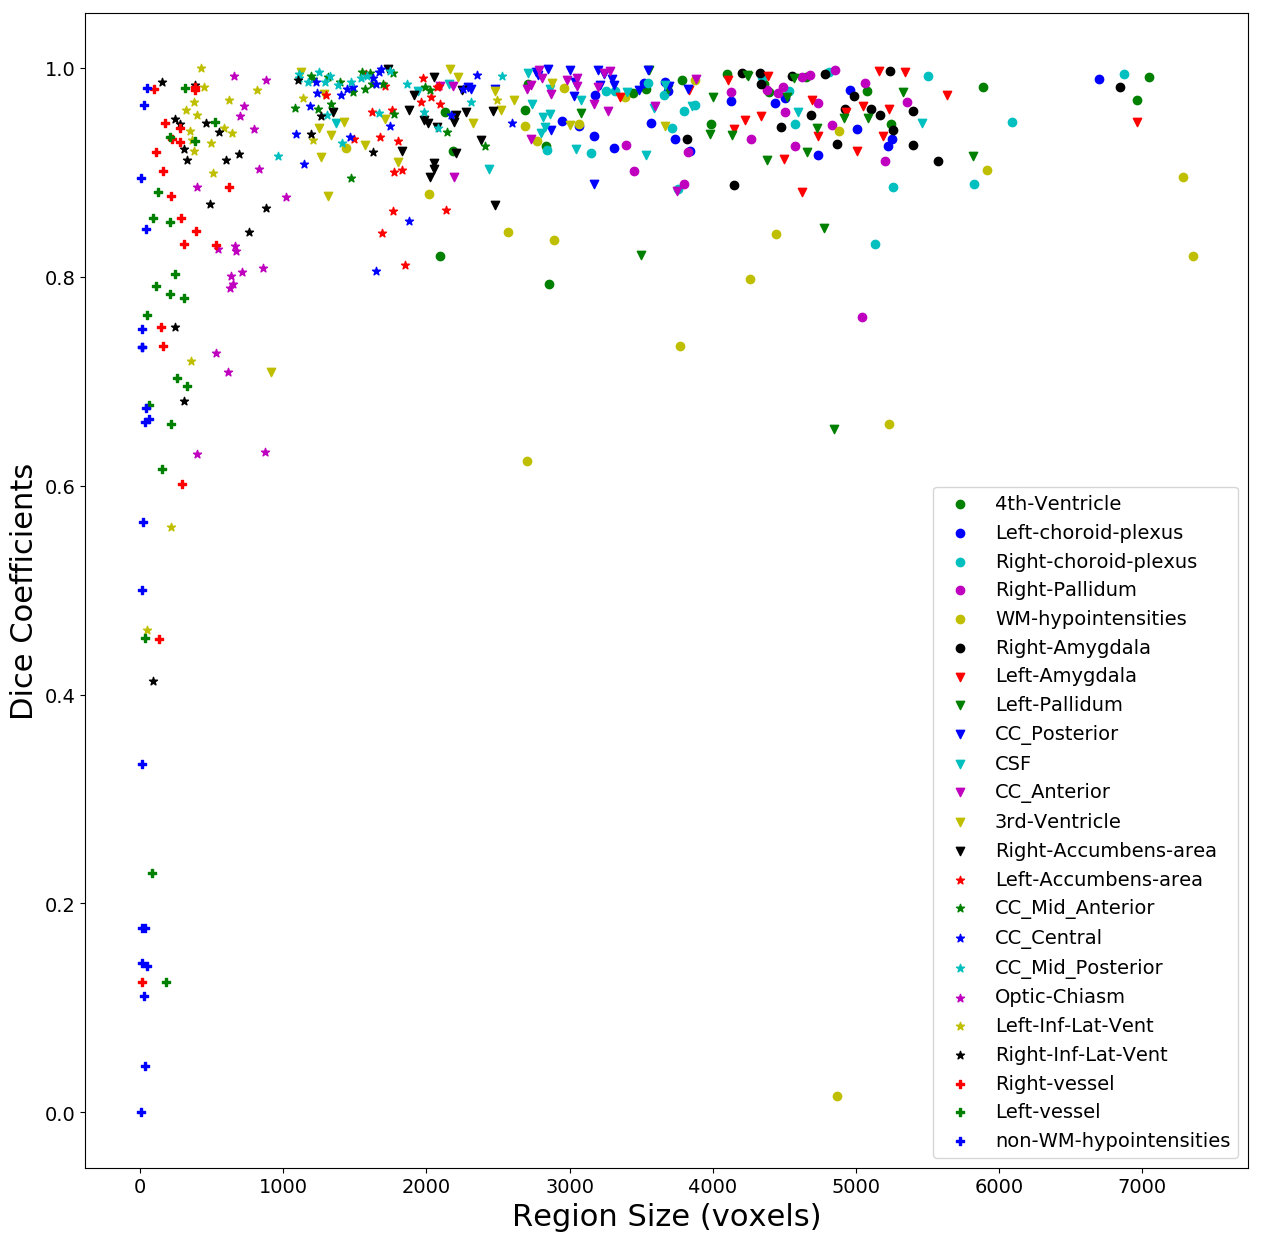 1.0
0.8
0.6
0.4
0.2
0.0
Dice Coefficients
4th-Ventricle
Left-choroid-plexus
Right-choroid-plexus
Right-Pallidum
WM-hypointensities
Right-Amygdala
Left-Amygdala
Left-Pallidum
CC_Posterior
CSF
CC_Anterior
3rd-Ventricle
Right-Accumbens-area
Left-Accumbens-area
CC_Mid_Anterior
CC_Central
CC_Mid_Posterior
Optic-Chiasm
Left-Inf-Lat-Vent
Right-Inf-Lat-Vent
Right-vessel
Left-vessel
non-WM-hypointensities
0 1000 2000 3000 4000 5000 6000 7000
Region Size (voxels)